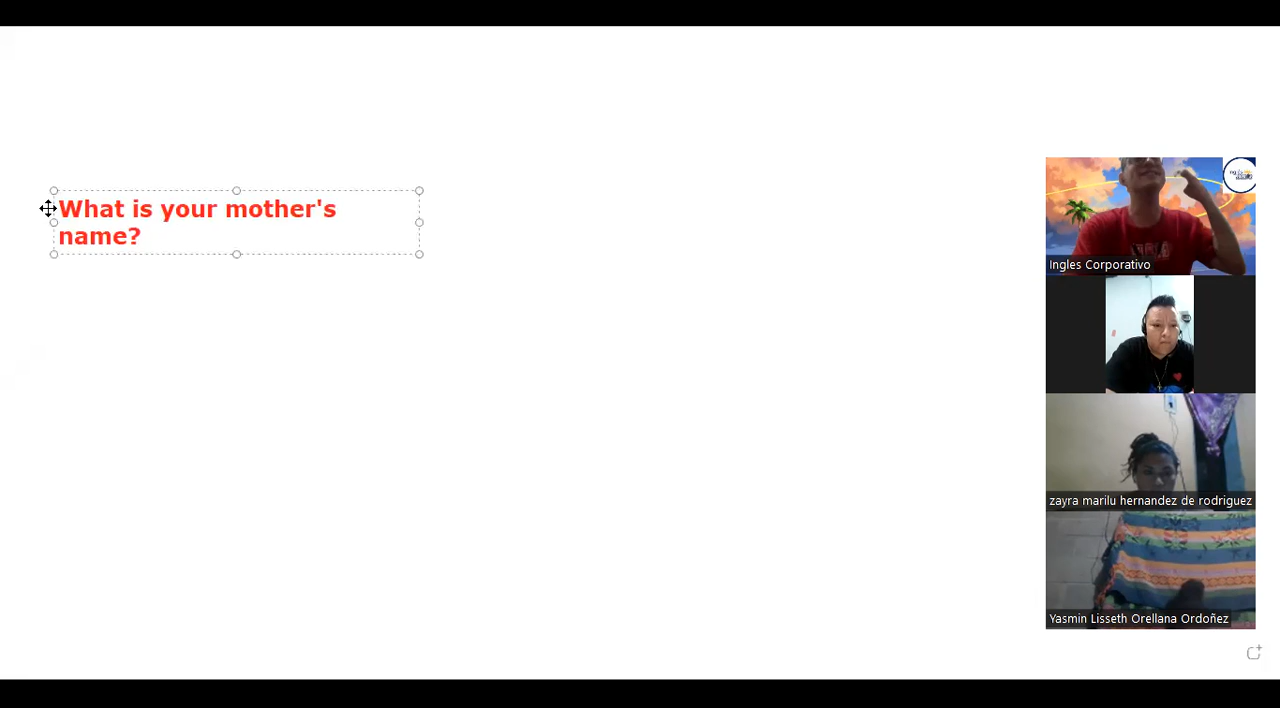 What is your mother's
name?
Ingles Corporativo
zayra marilu hernandez de rodriguez
Yasmin Lisseth Orellana Ordoñez